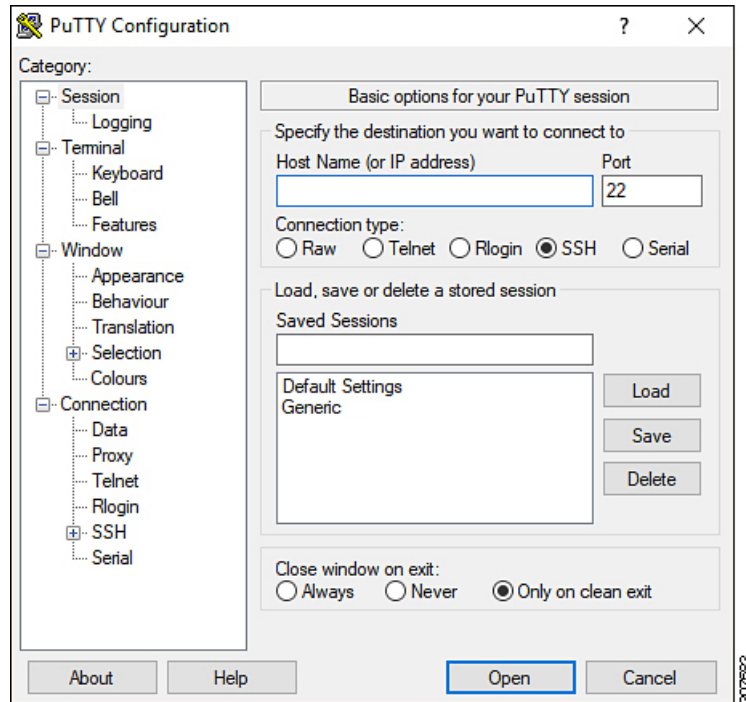 PuTTY Configuration
?
Category:
Session
Logging
Terminal
Keyboard
Bell
Features
Window
Appearance
Behaviour
Translation
Selection
Colours
Connection
Data
Proxy
Telnet
Rlogin
SSH
Serial
Basic options for your PuTTY session
Specify the destination you want to connect to
Host Name (or IP address) Port
22
Connection type:
Raw Telnet Rlogin SSH Serial
Load, save or delete a stored session
Saved Sessions
Default Settings
Generic
Load
Save
Delete
Close window on exit:
Always Never Only on clean exit
About Help Open Cancel